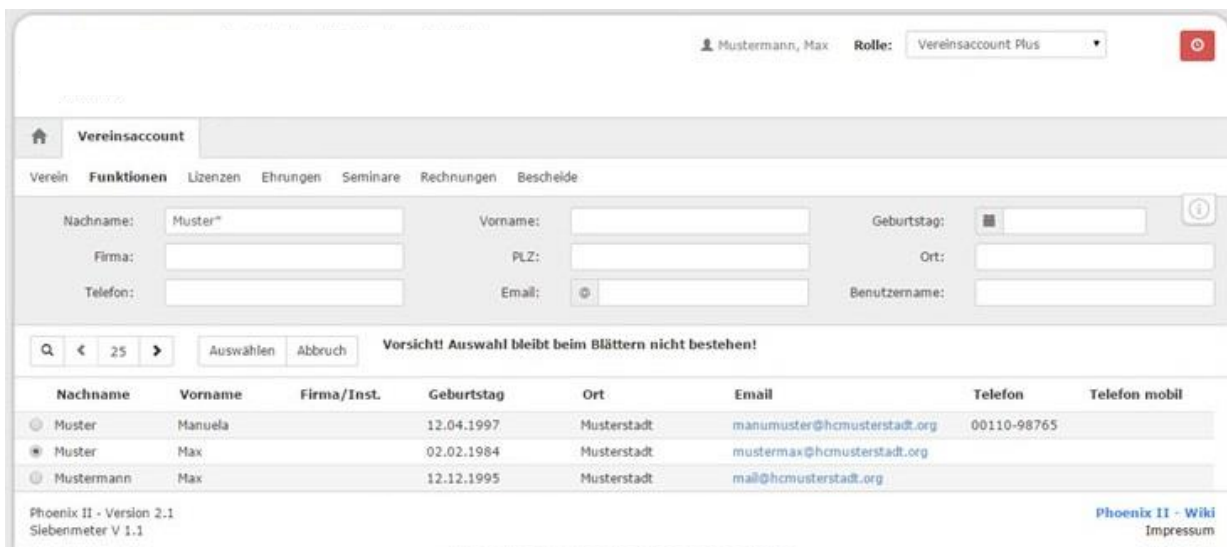 Mustermann, Max Rolle: Vereinsaccount Plus
Vereinsaccount
Verein Funktionen Lizenzen Ehrungen Seminare Rechnungen Bescheide
Nachname: Muster* Vorname: Geburtstag:
Firma: PLZ: Ort:
Telefon: Email: @ Benutzername:
25 Auswählen Abbruch Vorsicht! Auswahl bleibt beim Blättern nicht bestehen!
Nachname Vorname Firma/Inst. Geburtstag Ort Email Telefon Telefon mobil
Muster Manuela 12.04.1997 Musterstadt manumuster@hcmusterstadt.org 00110-98765
Muster Max 02.02.1984 Musterstadt mustermax@hcmusterstadt.org
Mustermann Max 12.12.1995 Musterstadt mail@hcmusterstadt.org
Phoenix II - Version 2.1 Phoenix II - Wiki
Siebenmeter V 1.1 Impressum